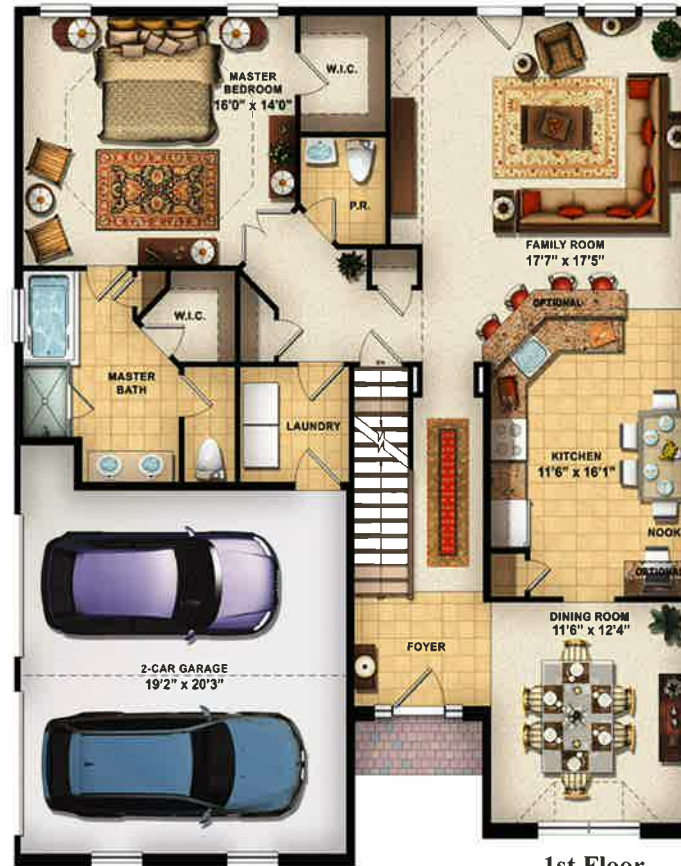 MASTER
BEDROOM
16'0" x 14'0"
W.I.C.
P.R.
FAMILY ROOM
17'7" x 17'5"
OPTIONAL
W.I.C.
MASTER
BATH
LAUNDRY
KITCHEN
11'6" x 16'1"
NOOK
OPTIONAL
DINING ROOM
11'6" x 12'4"
FOYER
2-CAR GARAGE
19'2" x 20'3"
1st Floor